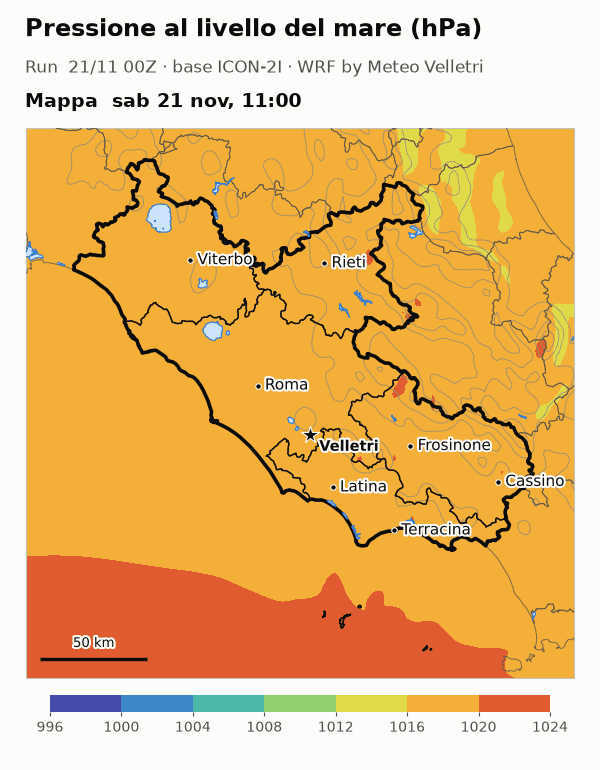 Pressione al livello del mare (hPa)
Run  21/11 00Z · base ICON-2I · WRF by Meteo Velletri
Mappa  sab 21 nov, 11:00
Viterbo
Rieti
Roma
Velletri
Frosinone
Latina
Cassino
Terracina
50 km
996 1000 1004 1008 1012 1016 1020 1024